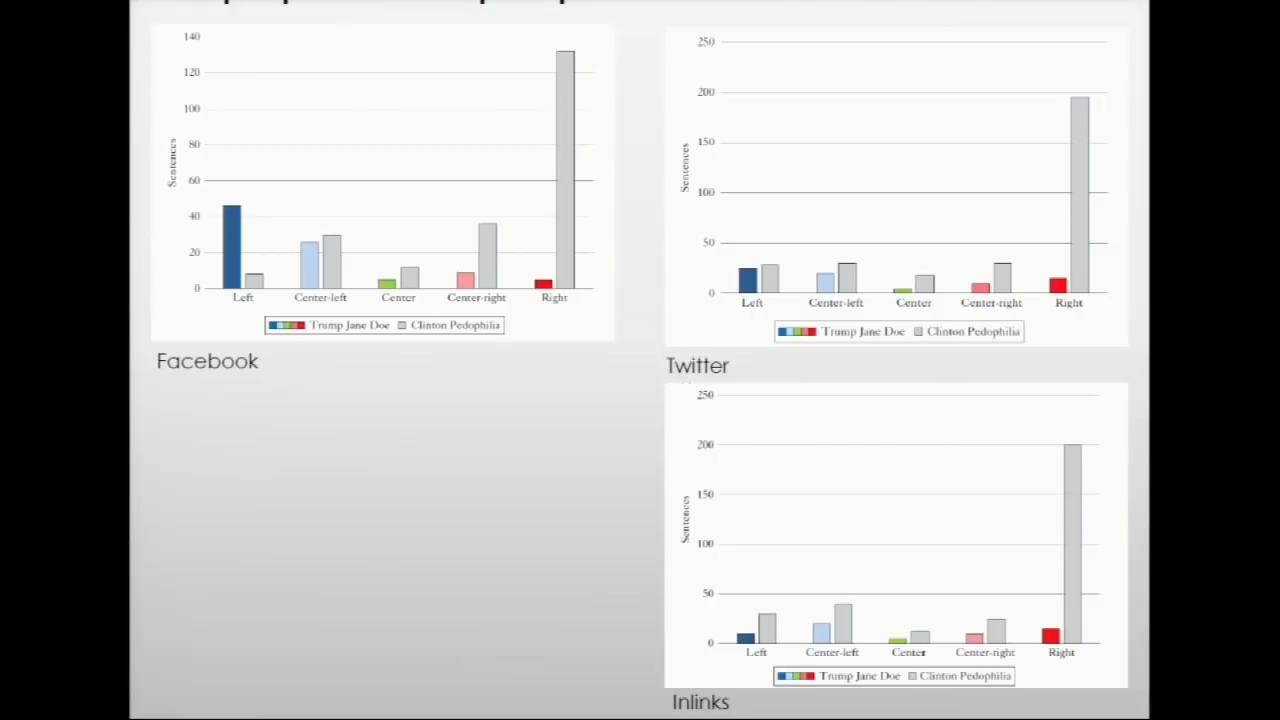 140
120
100
80
60
40
20
0
Sentences
Left Center-left Center Center-right Right
Trump Jane Doe Clinton Pedophilia
Facebook
250
200
150
100
50
0
Sentences
Left Center-left Center Center-right Right
Trump Jane Doe Clinton Pedophilia
Twitter
250
200
150
100
50
0
Sentences
Left Center-left Center Center-right Right
Trump Jane Doe Clinton Pedophilia
Inlinks